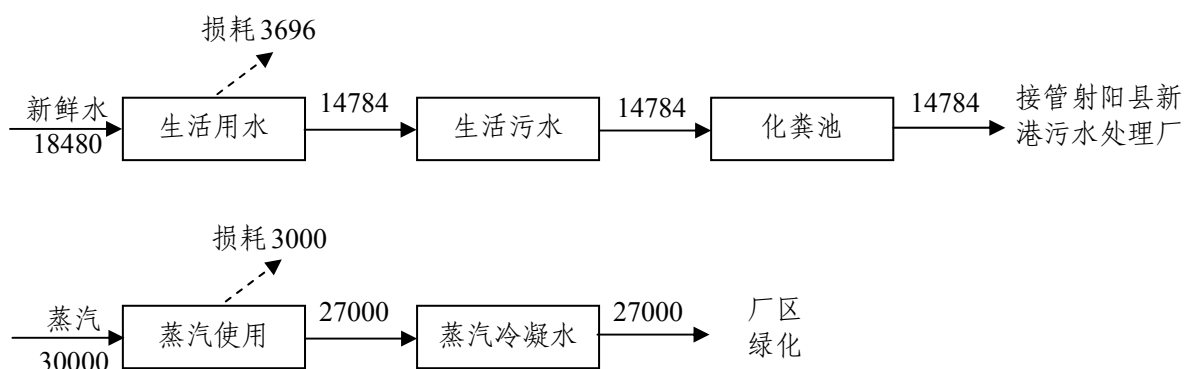 损耗3696
新鲜水
18480
生活用水
14784
生活污水
14784
化粪池
14784
接管射阳县新
港污水处理厂
损耗3000
蒸汽
30000
蒸汽使用
27000
蒸汽冷凝水
27000
厂区
绿化